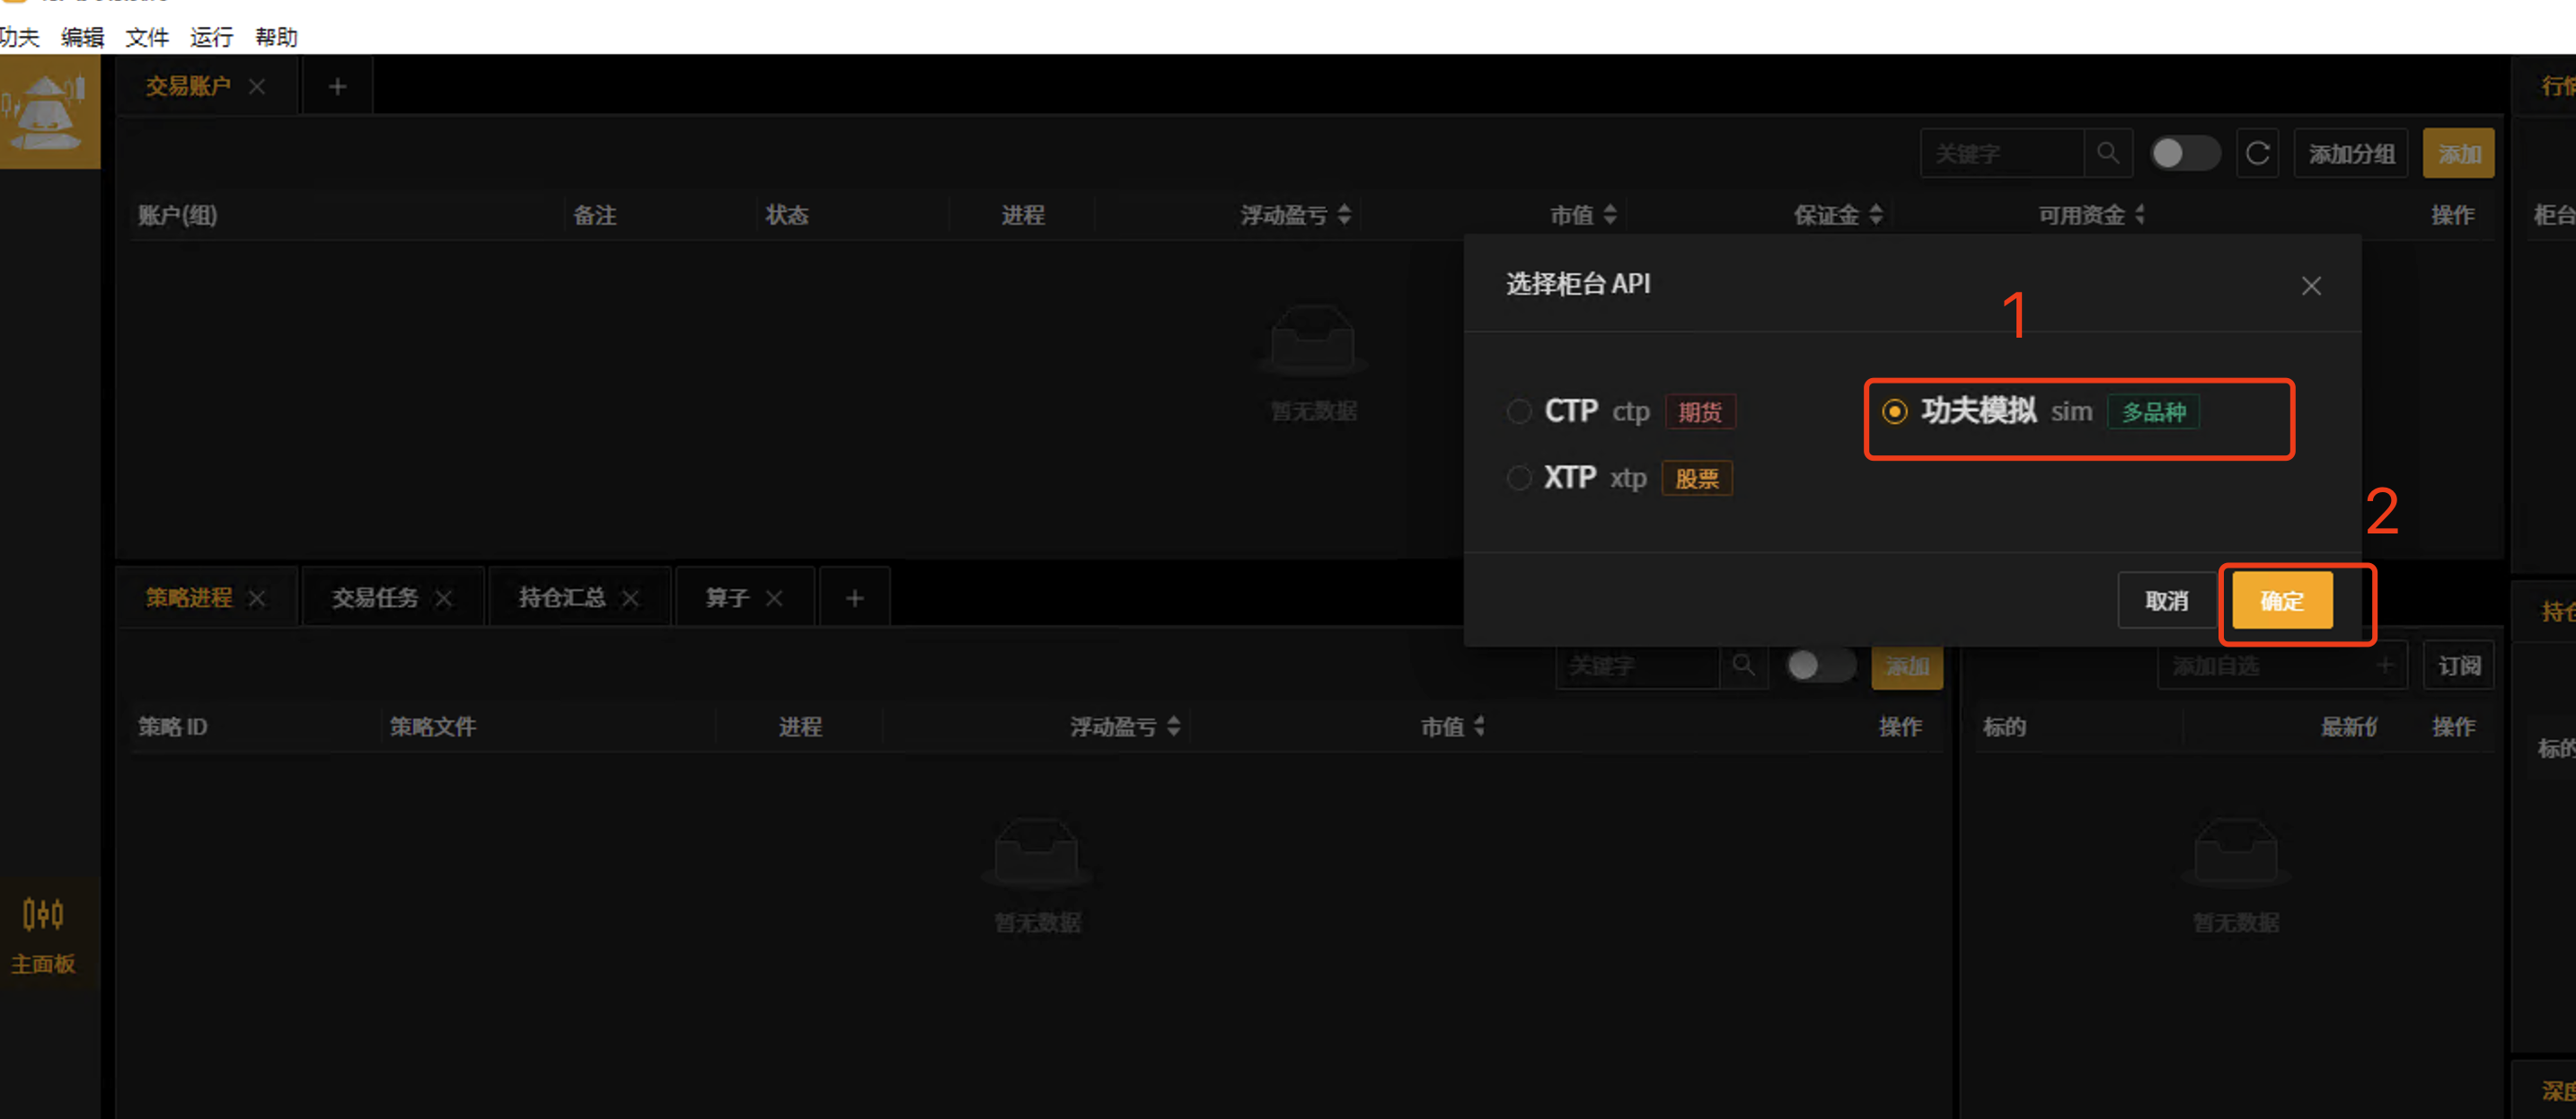 功夫 编辑 文件 运行 帮助
交易账户
行情
关键字 添加分组 添加
账户(组) 备注 状态 进程 浮动盈亏 市值 保证金 可用资金 操作 柜台
选择柜台 API
1
CTP ctp 期货 功夫模拟 sim 多品种
暂无数据
XTP xtp 股票
2
取消 确定
策略进程 交易任务 持仓汇总 算子
持仓
关键字 添加 添加自选 订阅
策略 ID 策略文件 进程 浮动盈亏 市值 操作 标的 最新价 操作
标的
暂无数据 暂无数据
主面板
深度